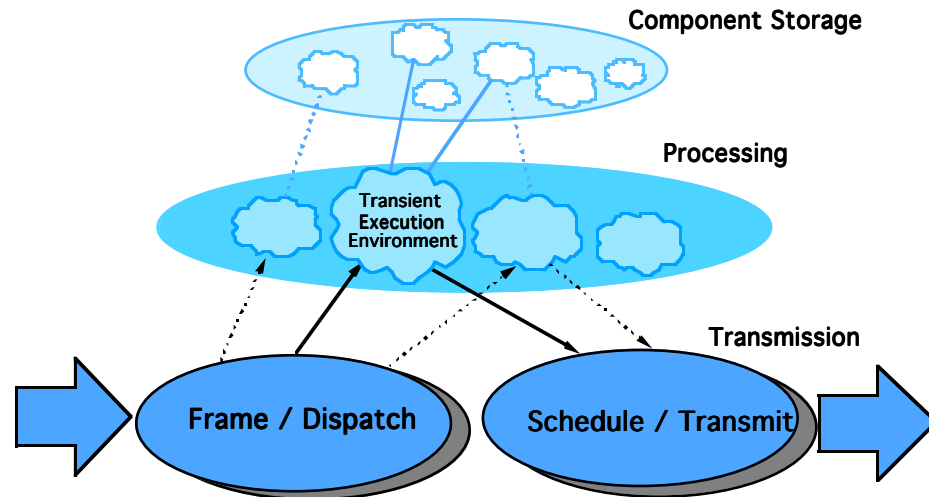 Component Storage
Processing
Transient
Execution
Environment
Transmission
Frame / Dispatch
Schedule / Transmit